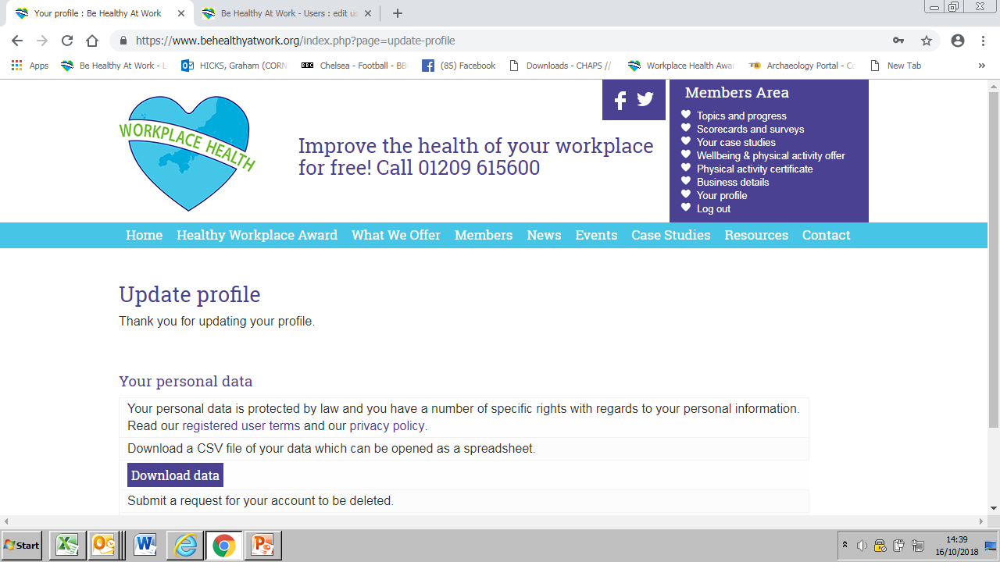 Your profile : Be Healthy At Work
Be Healthy At Work - Users : edit us
https://www.behealthyatwork.org/index.php?page=update-profile
Apps
Be Healthy At Work - L
HICKS, Graham (CORN
Chelsea - Football - BB
(85) Facebook
Downloads - CHAPS //
Workplace Health Awar
Archaeology Portal - Co
New Tab
WORKPLACE HEALTH
Improve the health of your workplace
for free! Call 01209 615600
Members Area
Topics and progress
Scorecards and surveys
Your case studies
Wellbeing & physical activity offer
Physical activity certificate
Business details
Your profile
Log out
Home Healthy Workplace Award What We Offer Members News Events Case Studies Resources Contact
Update profile
Thank you for updating your profile.
Your personal data
Your personal data is protected by law and you have a number of specific rights with regards to your personal information.
Read our registered user terms and our privacy policy.
Download a CSV file of your data which can be opened as a spreadsheet.
Download data
Submit a request for your account to be deleted.
Start
14:39
16/10/2018